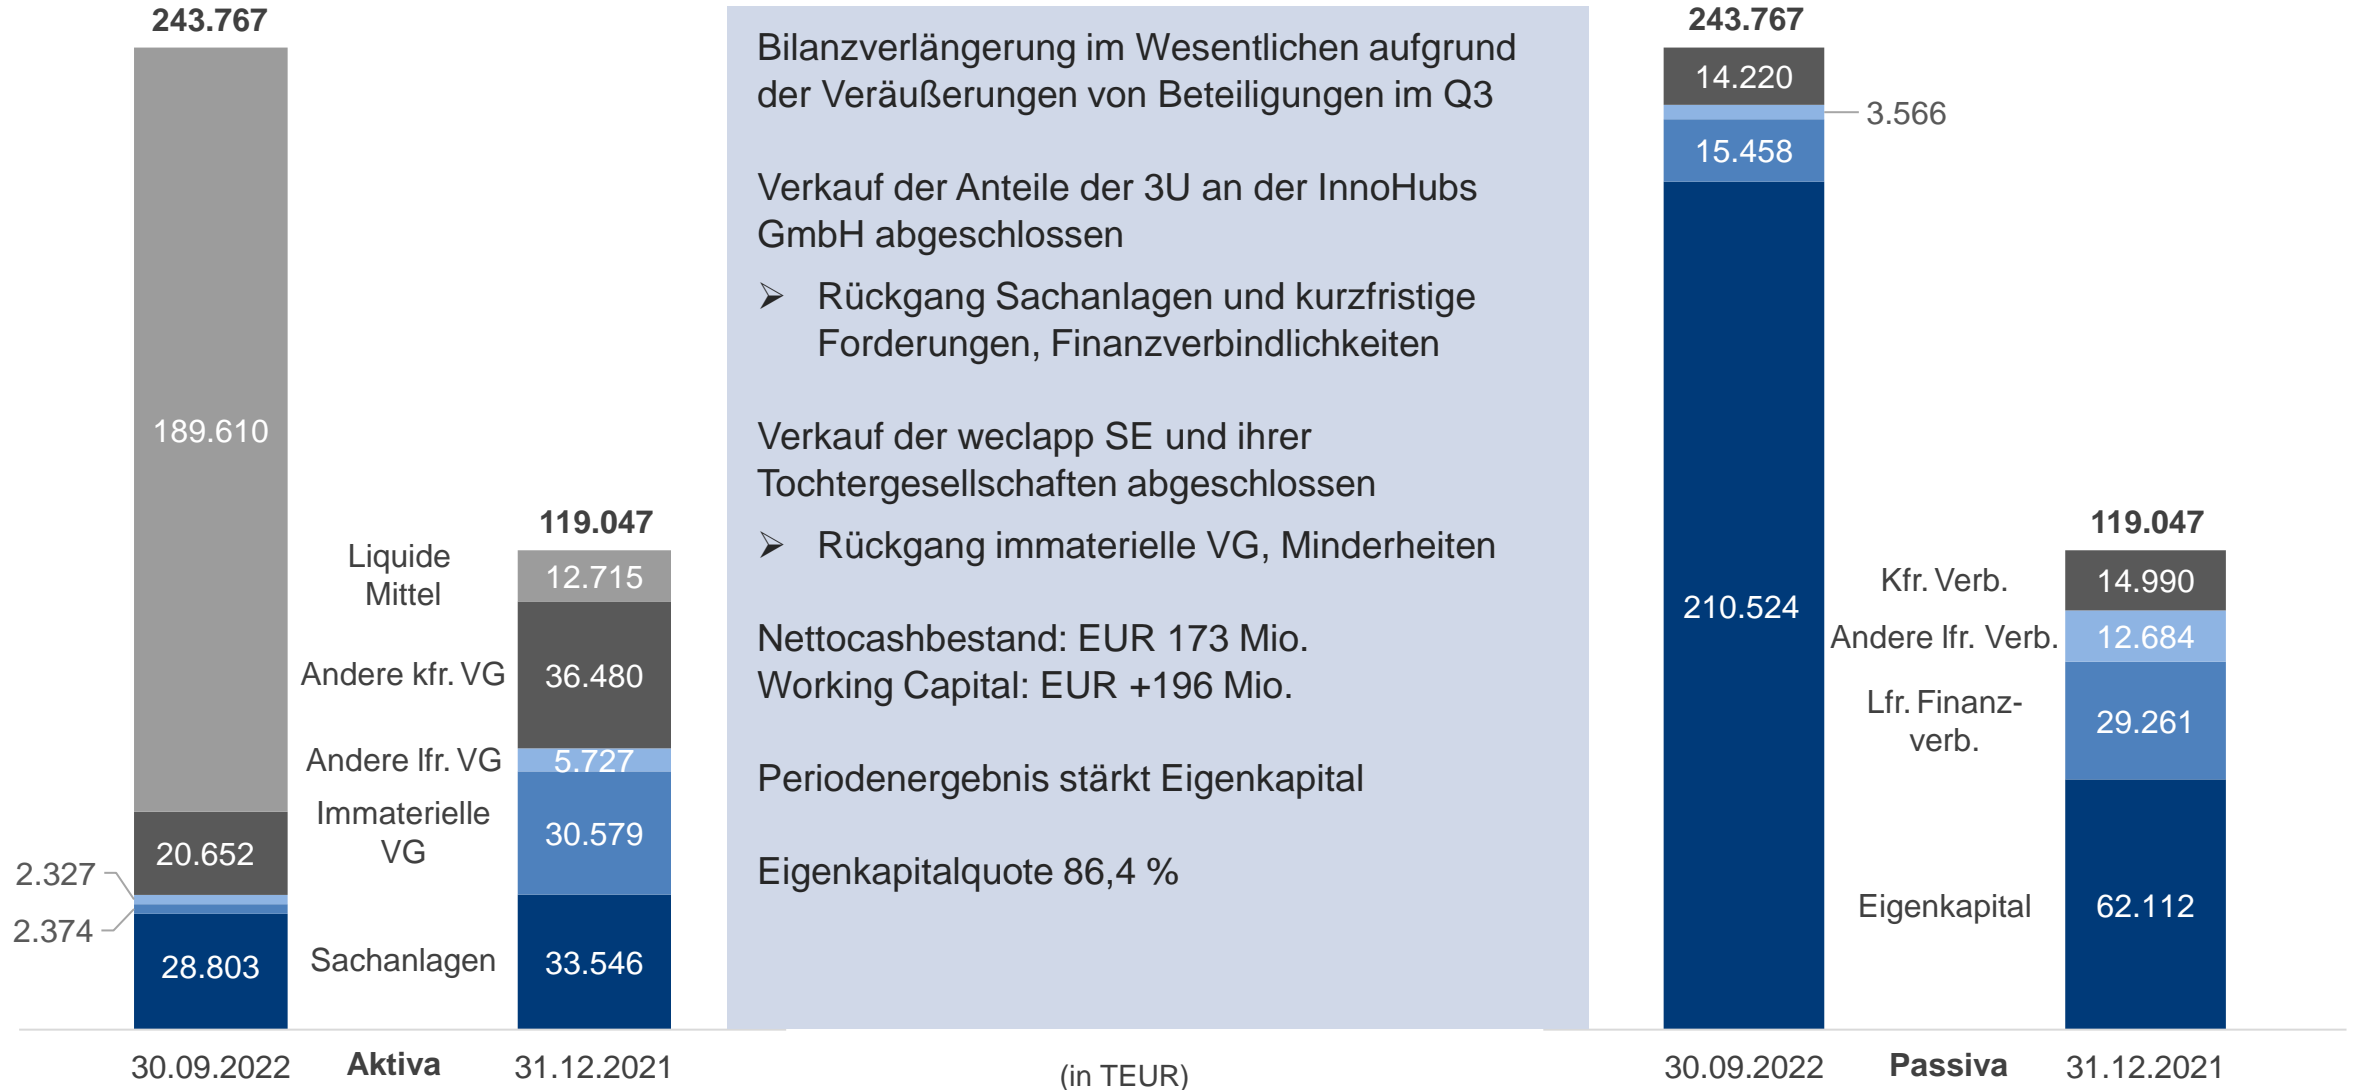 243.767
189.610
20.652
2.327
2.374
28.803
30.09.2022
Liquide
Mittel
Andere kfr. VG
Andere lfr. VG
Immaterielle
VG
Sachanlagen
Aktiva
119.047
12.715
36.480
5.727
30.579
33.546
31.12.2021
Bilanzverlängerung im Wesentlichen aufgrund
der Veräußerungen von Beteiligungen im Q3
Verkauf der Anteile der 3U an der InnoHubs
GmbH abgeschlossen
➢ Rückgang Sachanlagen und kurzfristige
Forderungen, Finanzverbindlichkeiten
Verkauf der weclapp SE und ihrer
Tochtergesellschaften abgeschlossen
➢ Rückgang immaterielle VG, Minderheiten
Nettocashbestand: EUR 173 Mio.
Working Capital: EUR +196 Mio.
Periodenergebnis stärkt Eigenkapital
Eigenkapitalquote 86,4 %
(in TEUR)
243.767
14.220
3.566
15.458
210.524
30.09.2022
Kfr. Verb.
Andere lfr. Verb.
Lfr. Finanz-
verb.
Eigenkapital
Passiva
119.047
14.990
12.684
29.261
62.112
31.12.2021